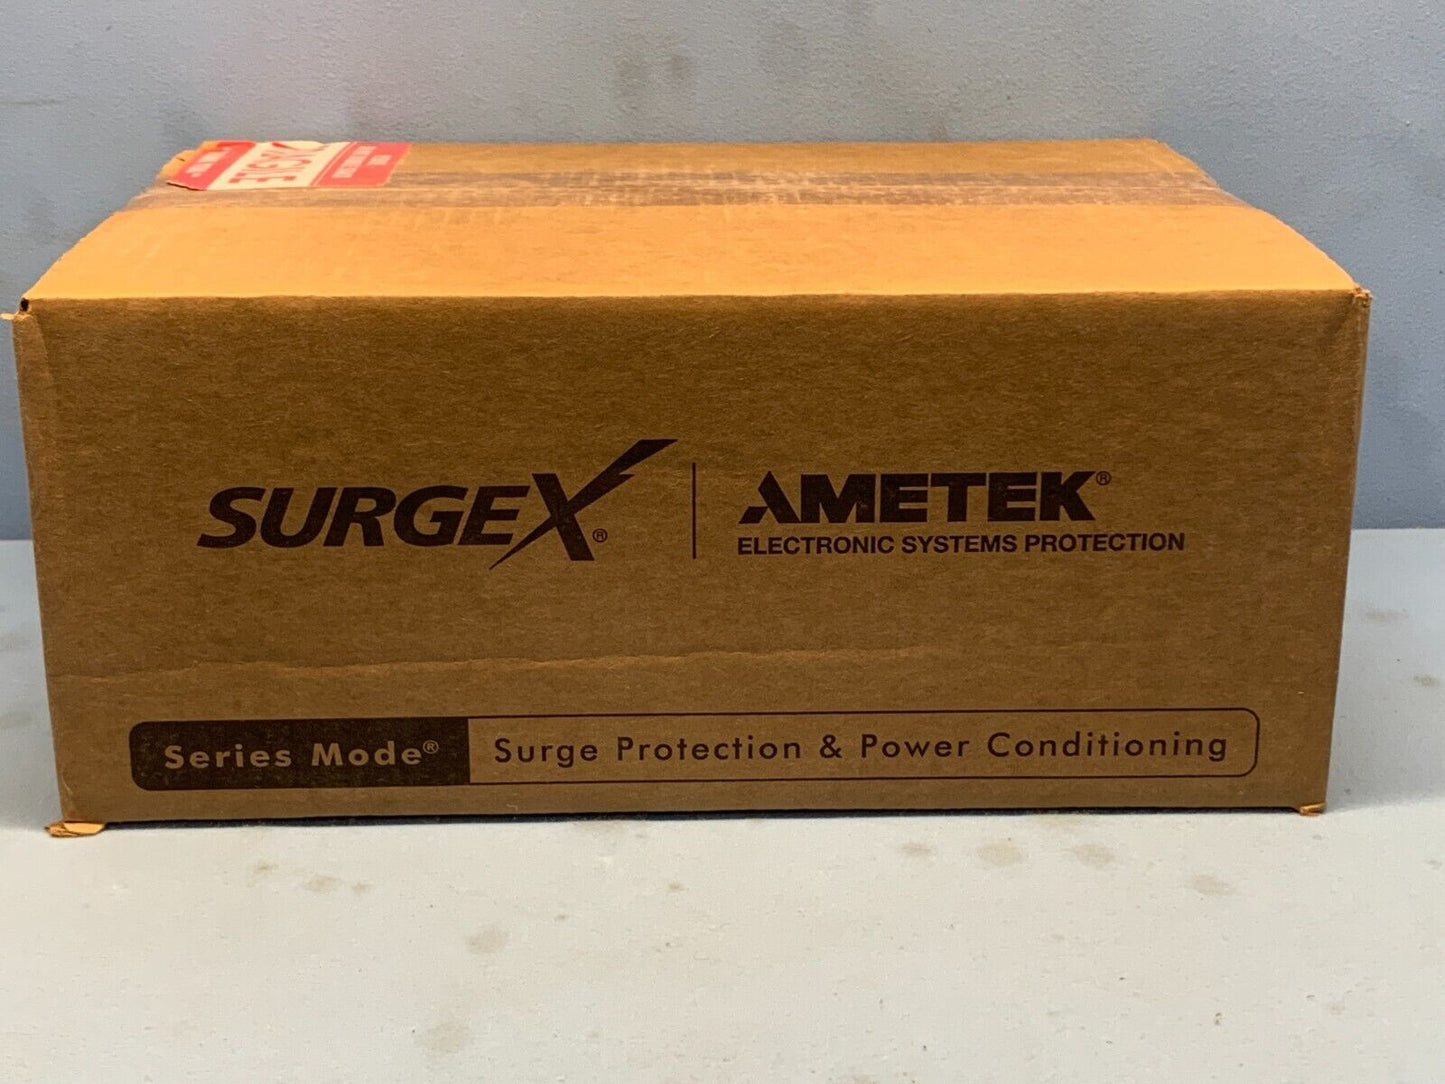 SURGEX®
AMETEK®
ELECTRONIC SYSTEMS PROTECTION
Series Mode®
Surge Protection & Power Conditioning